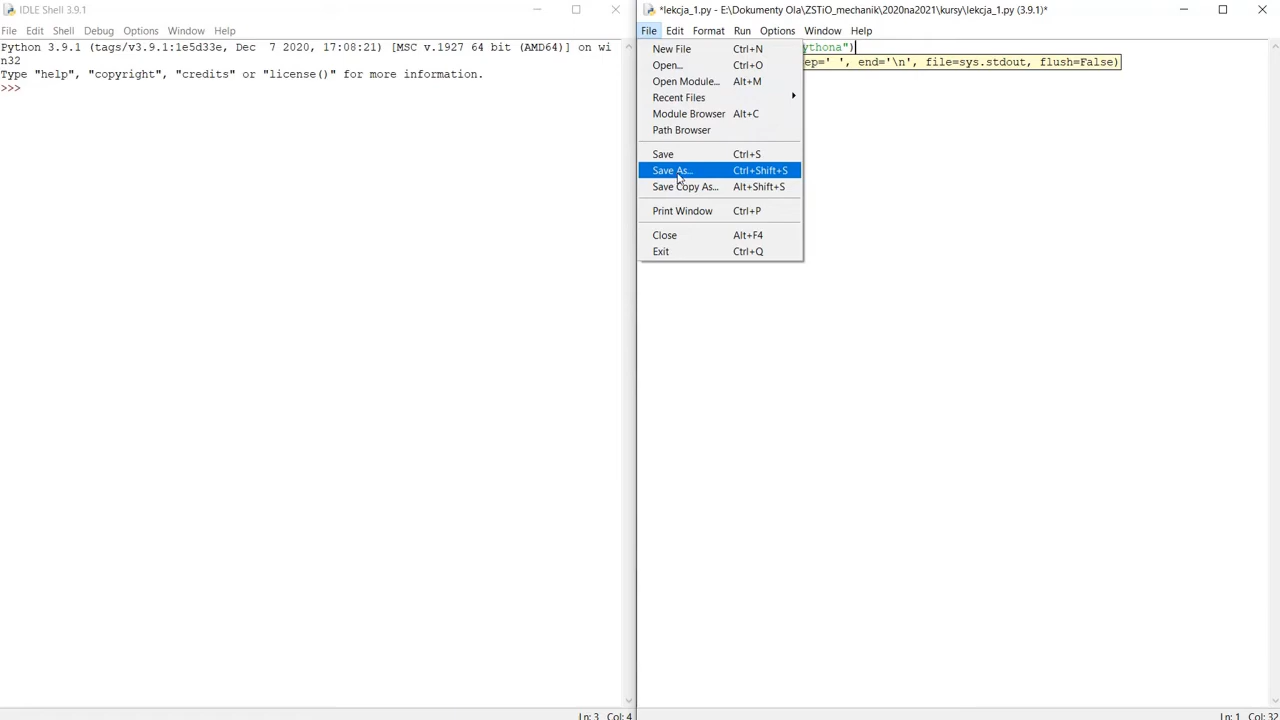 IDLE Shell 3.9.1
File Edit Shell Debug Options Window Help
Python 3.9.1 (tags/v3.9.1:1e5d33e, Dec  7 2020, 17:08:21) [MSC v.1927 64 bit (AMD64)] on wi
n32
Type "help", "copyright", "credits" or "license()" for more information.
>>>
Ln: 3 Col: 4
*lekcja_1.py - E:\Dokumenty Ola\ZSTiO_mechanik\2020na2021\kursy\lekcja_1.py (3.9.1)*
File Edit Format Run Options Window Help
ythona")
ep=' ', end='\n', file=sys.stdout, flush=False)
New File Ctrl+N
Open... Ctrl+O
Open Module... Alt+M
Recent Files
Module Browser Alt+C
Path Browser
Save Ctrl+S
Save As... Ctrl+Shift+S
Save Copy As... Alt+Shift+S
Print Window Ctrl+P
Close Alt+F4
Exit Ctrl+Q
Ln: 1 Col: 32